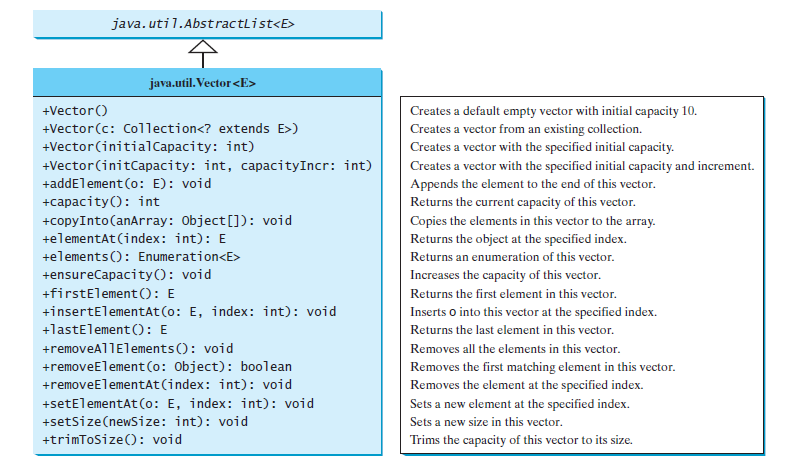 java.util.AbstractList<E>
java.util.Vector<E>
+Vector()
Creates a default empty vector with initial capacity 10.
+Vector(c: Collection<? extends E>)
Creates a vector from an existing collection.
+Vector(initialCapacity: int)
Creates a vector with the specified initial capacity.
+Vector(initCapacity: int, capacityIncr: int)
Creates a vector with the specified initial capacity and increment.
+addElement(o: E): void
Appends the element to the end of this vector.
+capacity(): int
Returns the current capacity of this vector.
+copyInto(anArray: Object[]): void
Copies the elements in this vector to the array.
+elementAt(index: int): E
Returns the object at the specified index.
+elements(): Enumeration<E>
Returns an enumeration of this vector.
+ensureCapacity(): void
Increases the capacity of this vector.
+firstElement(): E
Returns the first element in this vector.
+insertElementAt(o: E, index: int): void
Inserts o into this vector at the specified index.
+lastElement(): E
Returns the last element in this vector.
+removeAllElements(): void
Removes all the elements in this vector.
+removeElement(o: Object): boolean
Removes the first matching element in this vector.
+removeElementAt(index: int): void
Removes the element at the specified index.
+setElementAt(o: E, index: int): void
Sets a new element at the specified index.
+setSize(newSize: int): void
Sets a new size in this vector.
+trimToSize(): void
Trims the capacity of this vector to its size.